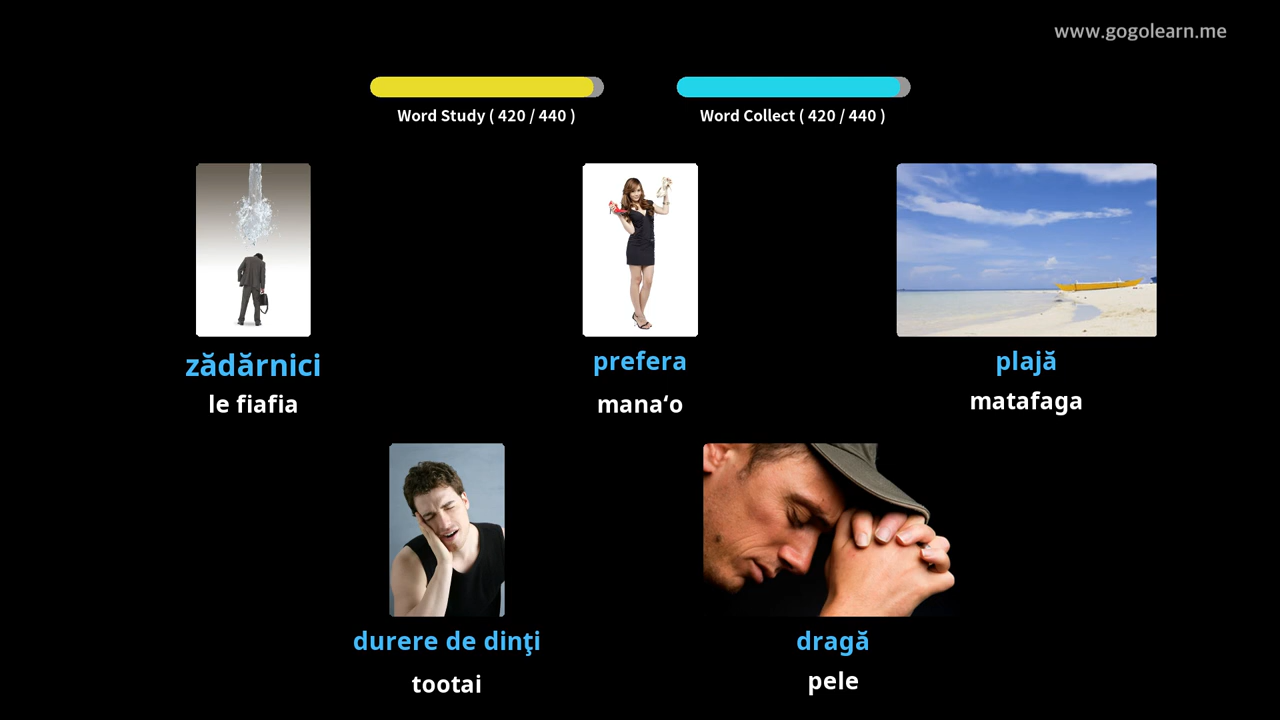 www.gogolearn.me
Word Study ( 420 / 440 )
Word Collect ( 420 / 440 )
zădărnici
le fiafia
prefera
manaʻo
plajă
matafaga
durere de dinţi
tootai
dragă
pele